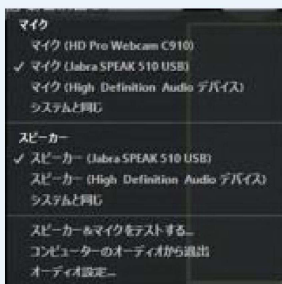 マイク
マイク (HD Pro Webcam C910)
✓ マイク (Jabra SPEAK 510 USB)
マイク (High Definition Audio デバイス)
システムと同じ
スピーカー
✓ スピーカー (Jabra SPEAK 510 USB)
スピーカー (High Definition Audio デバイス)
システムと同じ
スピーカー&マイクをテストする...
コンピューターのオーディオから退出
オーディオ設定...